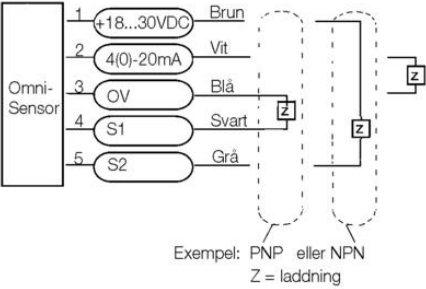 1 +18...30VDC Brun
2 4(0)-20mA Vit
Omni-
Sensor
3 OV Blå
4 S1 Svart
5 S2 Grå
Z
Z
Z
Exempel: PNP eller NPN
Z = laddning